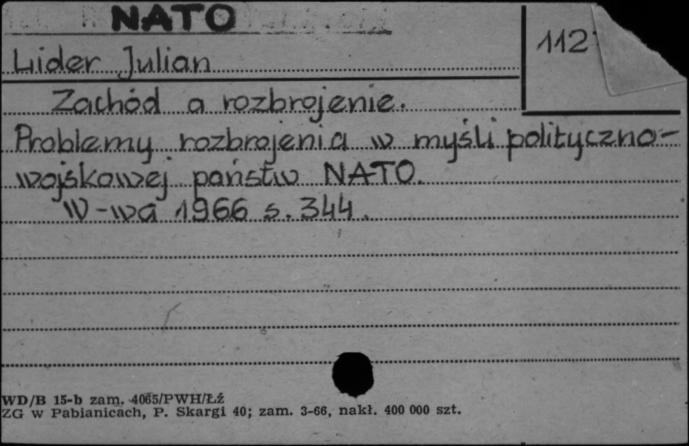 NATO
Lider Julian
112
Zachód a rozbrojenie.
Problemy rozbrojenia w myśli polityczno-
wojskowej państw NATO.
W-wa 1966 s. 344.
WD/B 15-b zam. 4065/PWH/Łź
ZG w Pabianicach, P. Skargi 40; zam. 3-66, nakł. 400 000 szt.